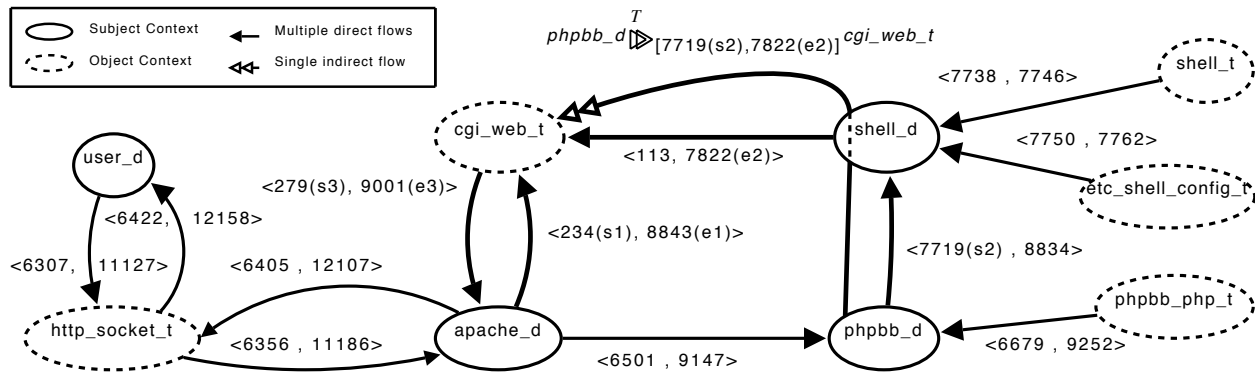 Subject Context
Multiple direct flows
Object Context
Single indirect flow
T
phpbb_d [7719(s2),7822(e2)] cgi_web_t
<7738 , 7746>
shell_t
cgi_web_t
shell_d
user_d
<113, 7822(e2)>
<7750 , 7762>
<279(s3), 9001(e3)>
etc_shell_config_t
<6422, 12158>
<234(s1), 8843(e1)>
<7719(s2) , 8834>
<6307, 11127>
<6405 , 12107>
phpbb_php_t
http_socket_t
apache_d
phpbb_d
<6356 , 11186>
<6501 , 9147>
<6679 , 9252>